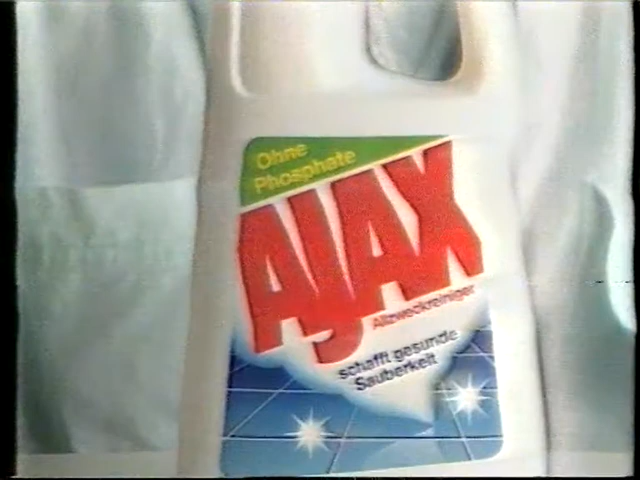 Ohne
Phosphate
AJAX
Allzweckreiniger
schafft gesunde
Sauberkeit